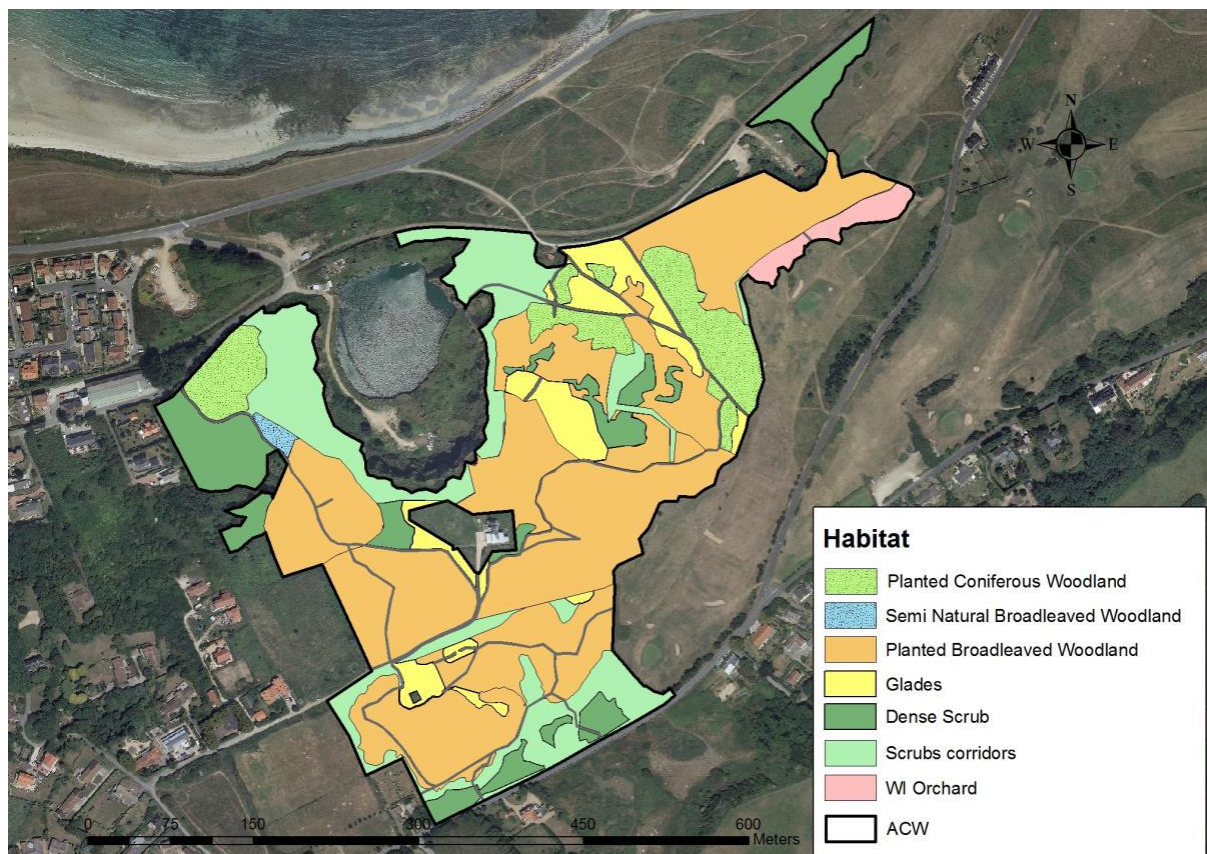 N
W E
S
Habitat
Planted Coniferous Woodland
Semi Natural Broadleaved Woodland
Planted Broadleaved Woodland
Glades
Dense Scrub
Scrubs corridors
WI Orchard
ACW
0 75 150 300 450 600
Meters